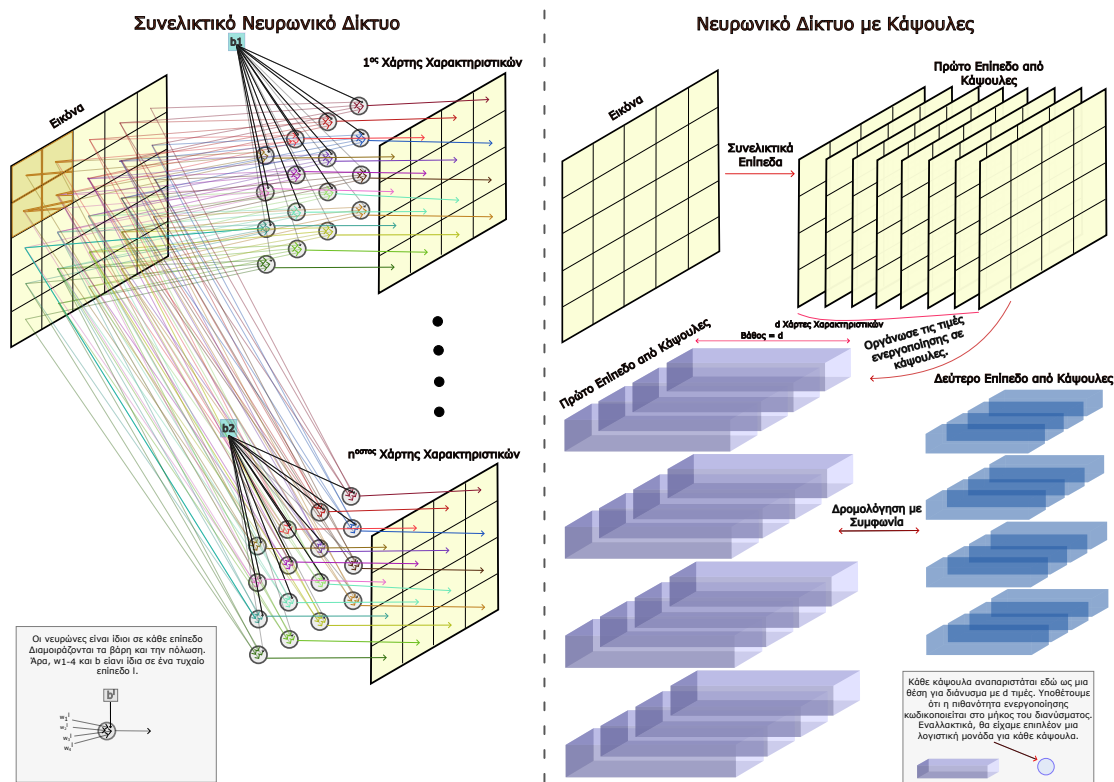 Συνελικτικό Νευρωνικό Δίκτυο
b1
1ος Χάρτης Χαρακτηριστικών
Εικόνα
b2
nοστος Χάρτης Χαρακτηριστικών
Οι νευρώνες είναι ίδιοι σε κάθε επίπεδο
Διαμοιράζονται τα βάρη και την πόλωση.
Άρα, w1-4 και b είανι ίδια σε ένα τυχαίο
επίπεδο l.
bl
w1l
w2l
w3l
w4l
Νευρωνικό Δίκτυο με Κάψουλες
Εικόνα
Συνελικτικά
Επίπεδα
Πρώτο Επίπεδο από
Κάψουλες
d Χάρτες Χαρακτηριστικών
Βάθος = d
Οργάνωσε τις τιμές
ενεργοποίησης σε
κάψουλες.
Πρώτο Επίπεδο από Κάψουλες
Δεύτερο Επίπεδο από Κάψουλες
Δρομολόγηση με
Συμφωνία
Κάθε κάψουλα αναπαριστάται εδώ ως μια
θέση για διάνυσμα με d τιμές. Υποθέτουμε
ότι η πιθανότητα ενεργοποίησης
κωδικοποιείται στο μήκος του διανύσματος.
Εναλλακτικά, θα είχαμε επιπλέον μια
λογιστική μονάδα για κάθε κάψουλα.